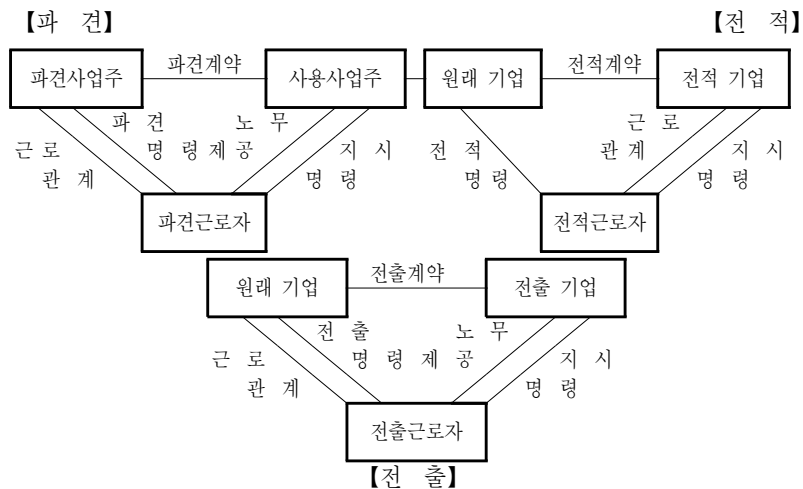 【파 견】 【전 적】
파견사업주 파견계약 사용사업주 원래 기업 전적계약 전적 기업
파 견 노 무 근 로
근 로 명 령 제 공 지 시 전 적 관 계 지 시
관 계 명 령 명 령 명 령
파견근로자 전적근로자
원래 기업 전출계약 전출 기업
전 출 노 무
근 로 명 령 제 공 지 시
관 계 명 령
전출근로자
【전 출】